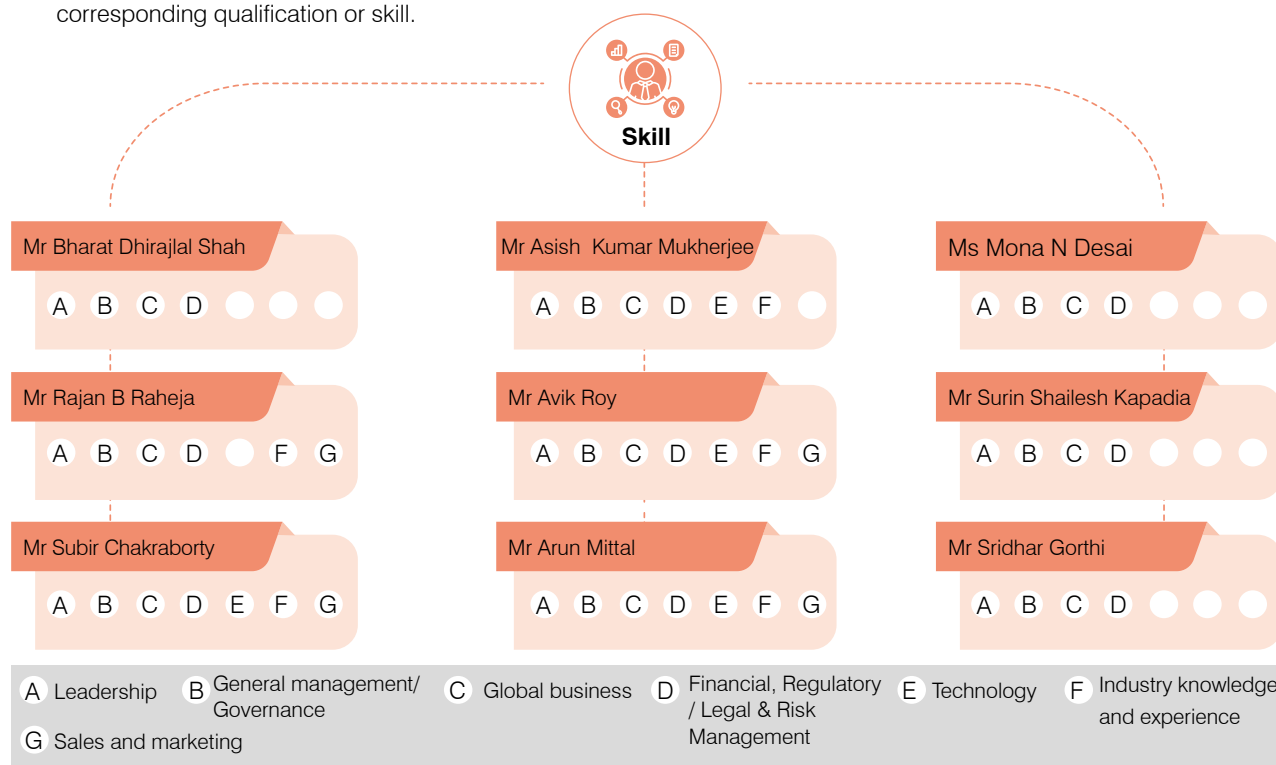 corresponding qualification or skill.
Skill
Mr Bharat Dhirajlal Shah
A B C D
Mr Asish Kumar Mukherjee
A B C D E F
Ms Mona N Desai
A B C D
Mr Rajan B Raheja
A B C D F G
Mr Avik Roy
A B C D E F G
Mr Surin Shailesh Kapadia
A B C D
Mr Subir Chakraborty
A B C D E F G
Mr Arun Mittal
A B C D E F G
Mr Sridhar Gorthi
A B C D
A Leadership
B General management/
Governance
C Global business
D Financial, Regulatory
/ Legal & Risk
Management
E Technology
F Industry knowledge
and experience
G Sales and marketing